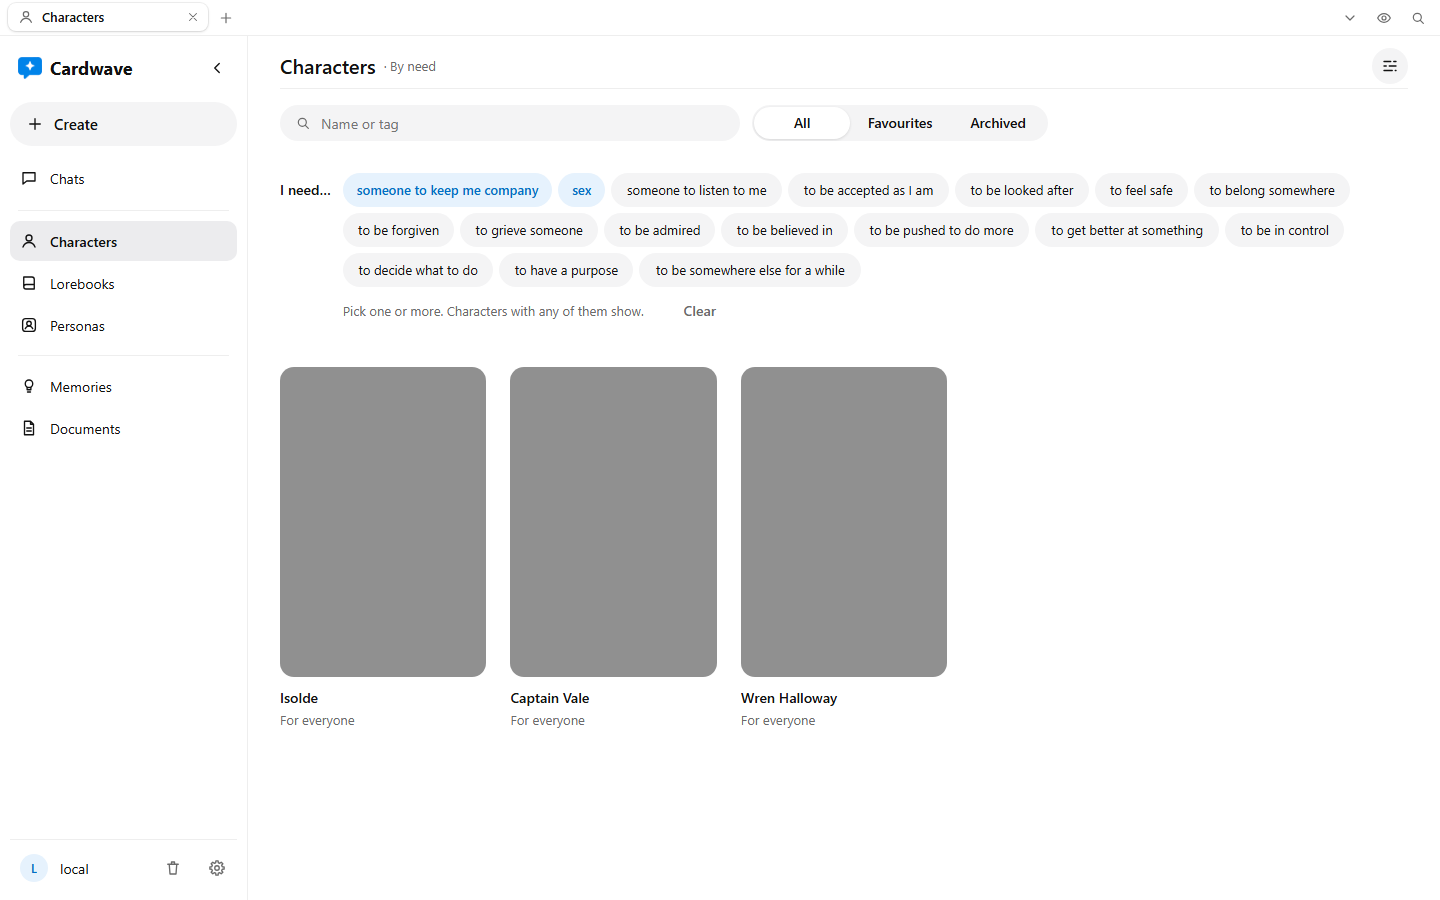 Characters
Cardwave
Create
Chats
Characters
Lorebooks
Personas
Memories
Documents
L local
Characters · By need
Name or tag
All Favourites Archived
I need... someone to keep me company sex someone to listen to me to be accepted as I am to be looked after to feel safe to belong somewhere
to be forgiven to grieve someone to be admired to be believed in to be pushed to do more to get better at something to be in control
to decide what to do to have a purpose to be somewhere else for a while
Pick one or more. Characters with any of them show. Clear
Isolde
For everyone
Captain Vale
For everyone
Wren Halloway
For everyone